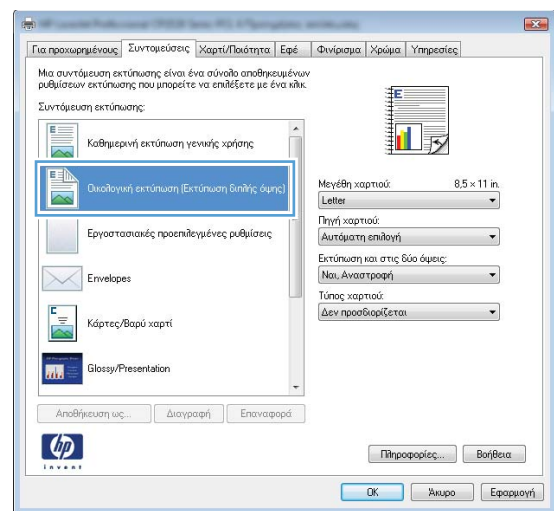 Για προχωρημένους Συντομεύσεις Χαρτί/Ποιότητα Εφέ Φινίρισμα Χρώμα Υπηρεσίες
Μια συντόμευση εκτύπωσης είναι ένα σύνολο αποθηκευμένων
ρυθμίσεων εκτύπωσης που μπορείτε να επιλέξετε με ένα κλικ.
Συντόμευση εκτύπωσης:
Καθημερινή εκτύπωση γενικής χρήσης
Οικολογική εκτύπωση (Εκτύπωση διπλής όψης)
Εργοστασιακές προεπιλεγμένες ρυθμίσεις
Envelopes
Κάρτες/Βαρύ χαρτί
Glossy/Presentation
Αποθήκευση ως... Διαγραφή Επαναφορά
Μεγέθη χαρτιού: 8,5 × 11 in.
Letter
Πηγή χαρτιού:
Αυτόματη επιλογή
Εκτύπωση και στις δύο όψεις:
Ναι, Αναστροφή
Τύπος χαρτιού:
Δεν προσδιορίζεται
hp
invent
Πληροφορίες... Βοήθεια
OK Άκυρο Εφαρμογή